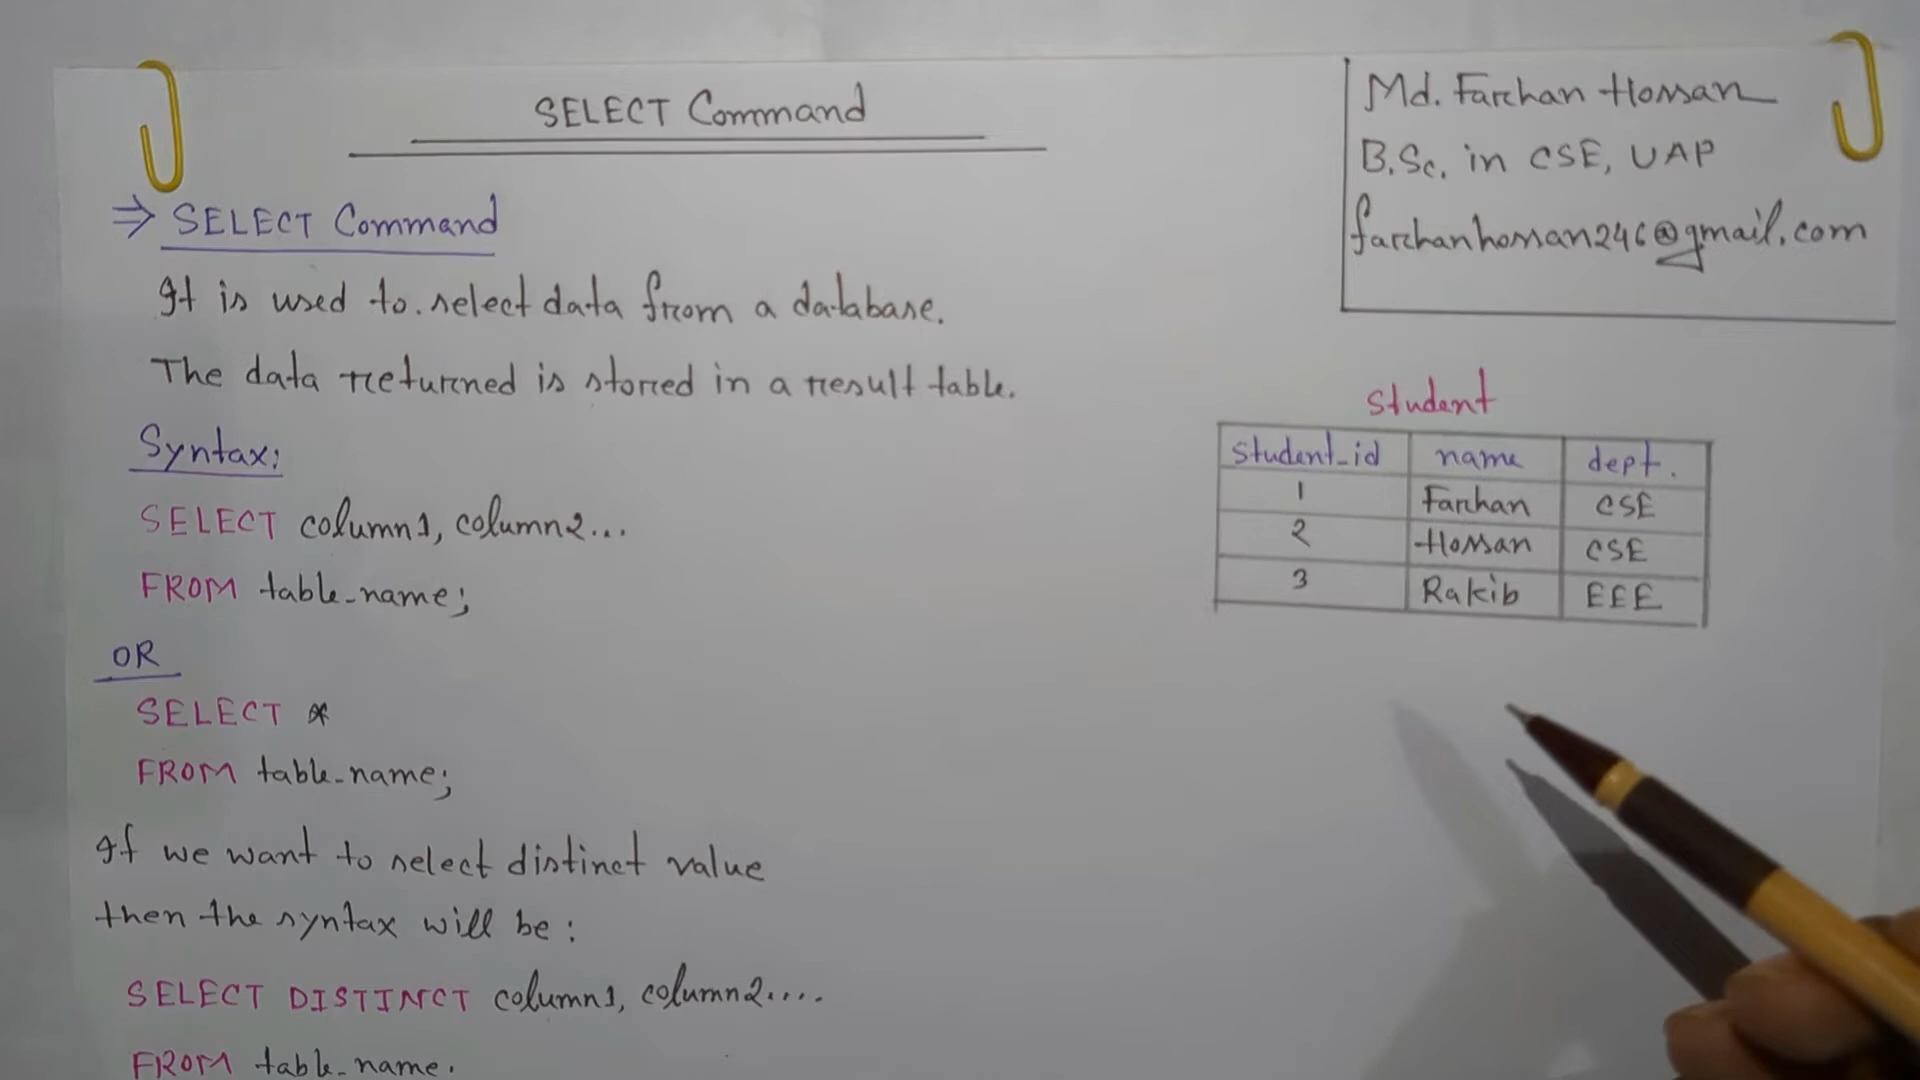 SELECT Command
Md. Farhan Hossan
B.Sc. in CSE, UAP
farhanhossan246@gmail.com
⇒ SELECT Command
It is used to select data from a database.
The data returned is stored in a result table.
Syntax:
SELECT column1, column2...
FROM table_name;
OR
SELECT *
FROM table_name;
If we want to select distinct value
then the syntax will be:
SELECT DISTINCT column1, column2....
FROM table_name.
Student
student_id name dept.
1 Farhan CSE
2 Hossan CSE
3 Rakib EEE